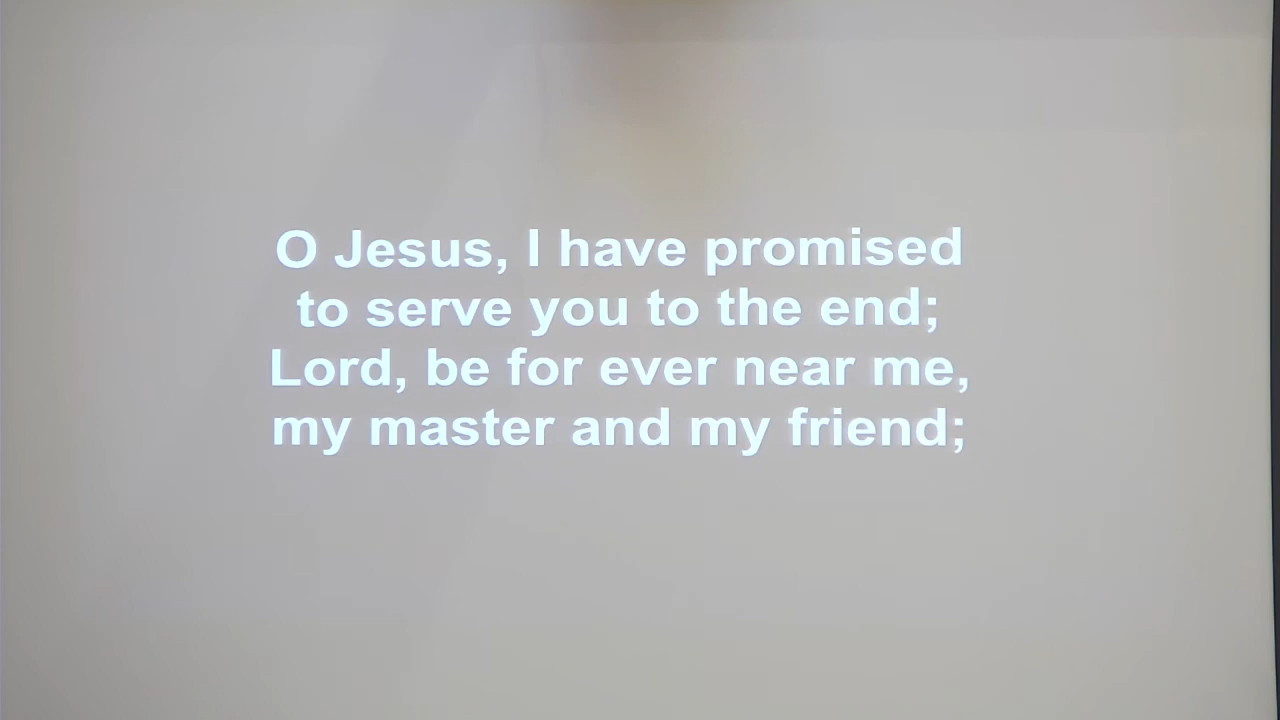 O Jesus, I have promised
to serve you to the end;
Lord, be for ever near me,
my master and my friend;